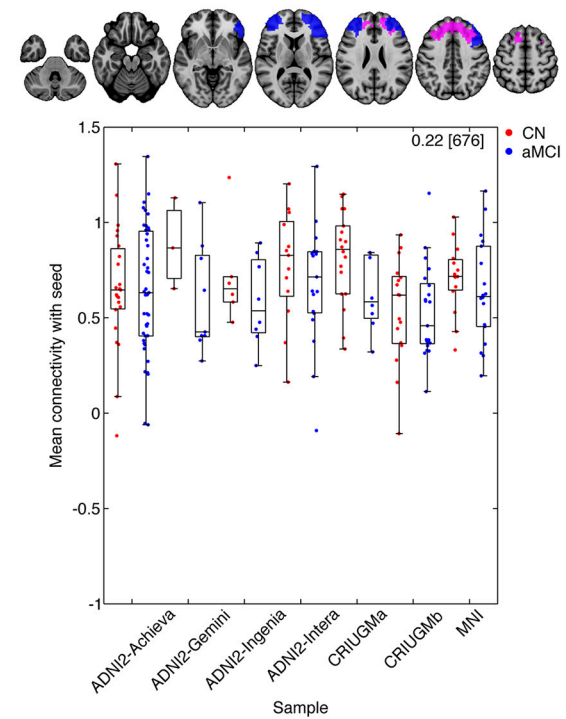 1.5
0.22 [676]
CN
aMCI
1
0.5
0
-0.5
-1
Mean connectivity with seed
ADNI2-Achieva
ADNI2-Gemini
ADNI2-Ingenia
ADNI2-Intera
CRIUGMa
CRIUGMb
MNI
Sample